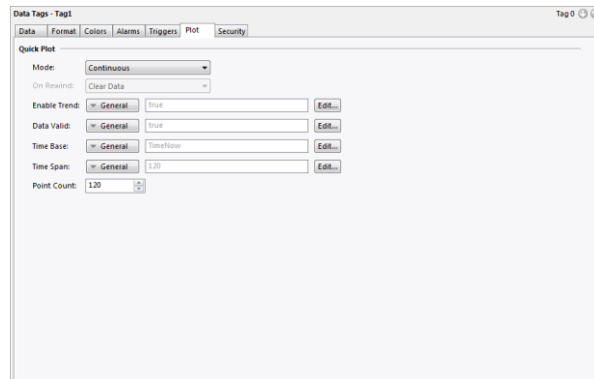 Data Tags - Tag1 Tag 0
Data Format Colors Alarms Triggers Plot Security
Quick Plot
Mode: Continuous
On Rewind: Clear Data
Enable Trend: General true Edit...
Data Valid: General true Edit...
Time Base: General TimeNow Edit...
Time Span: General 120 Edit...
Point Count: 120